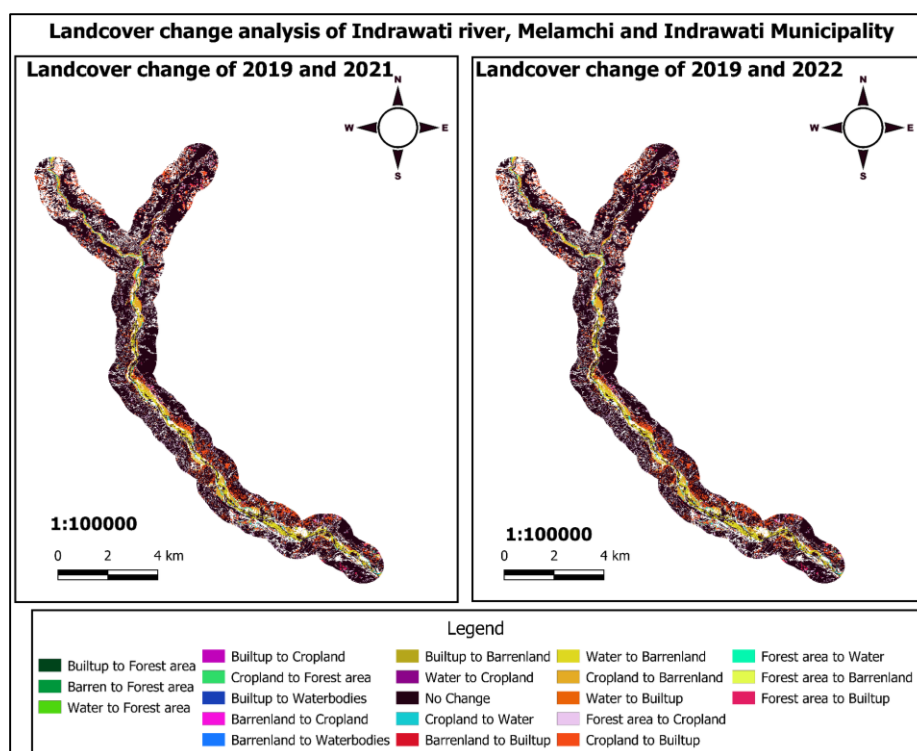 Landcover change analysis of Indrawati river, Melamchi and Indrawati Municipality
Landcover change of 2019 and 2021
N
W E
S
1:100000
0 2 4 km
Landcover change of 2019 and 2022
N
W E
S
1:100000
0 2 4 km
Legend
Builtup to Forest area
Barren to Forest area
Water to Forest area
Builtup to Cropland
Cropland to Forest area
Builtup to Waterbodies
Barrenland to Cropland
Barrenland to Waterbodies
Builtup to Barrenland
Water to Cropland
No Change
Cropland to Water
Barrenland to Builtup
Water to Barrenland
Cropland to Barrenland
Water to Builtup
Forest area to Cropland
Cropland to Builtup
Forest area to Water
Forest area to Barrenland
Forest area to Builtup